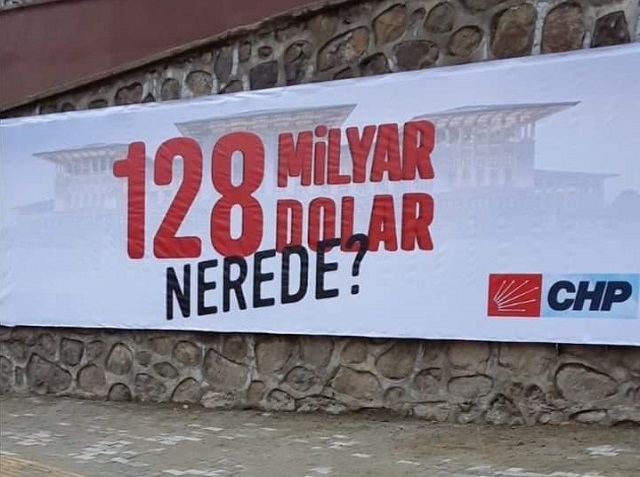 128 MİLYAR
DOLAR
NEREDE?
CHP